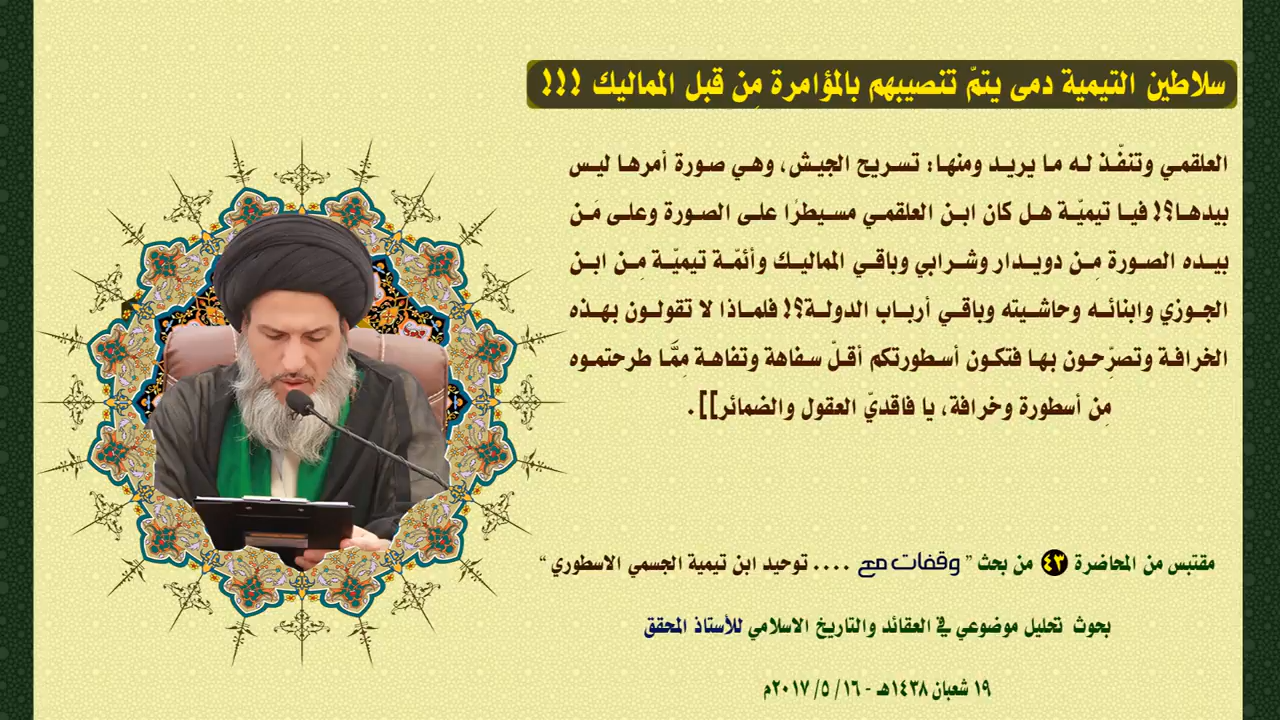 سلاطين التيمية دمى يتمّ تنصيبهم بالمؤامرة مِن قبل المماليك !!!
العلقمي وتنفّذ له ما يريد ومنها: تسريح الجيش، وهي صورة أمرها ليس
بيدها؟! فيا تيميّة هل كان ابن العلقمي مسيطرًا على الصورة وعلى مَن
بيده الصورة مِن دويدار وشرابي وباقي المماليك وأئمّة تيميّة من ابن
الجوزي وابنائه وحاشيته وباقي أرباب الدولة؟! فلماذا لا تقولون بهذه
الخرافة وتصرّحون بها فتكون أسطورتكم أقلّ سفاهة وتفاهة مِمَّا طرحتموه
مِن أسطورة وخرافة، يا فاقديّ العقول والضمائر]].
مقتبس من المحاضرة ٤٣ من بحث " وقفات مع .... توحيد ابن تيمية الجسمي الاسطوري "
بحوث تحليل موضوعي في العقائد والتاريخ الاسلامي للأستاذ المحقق
١٩ شعبان ١٤٣٨هـ - ١٦ / ٥ / ٢٠١٧م